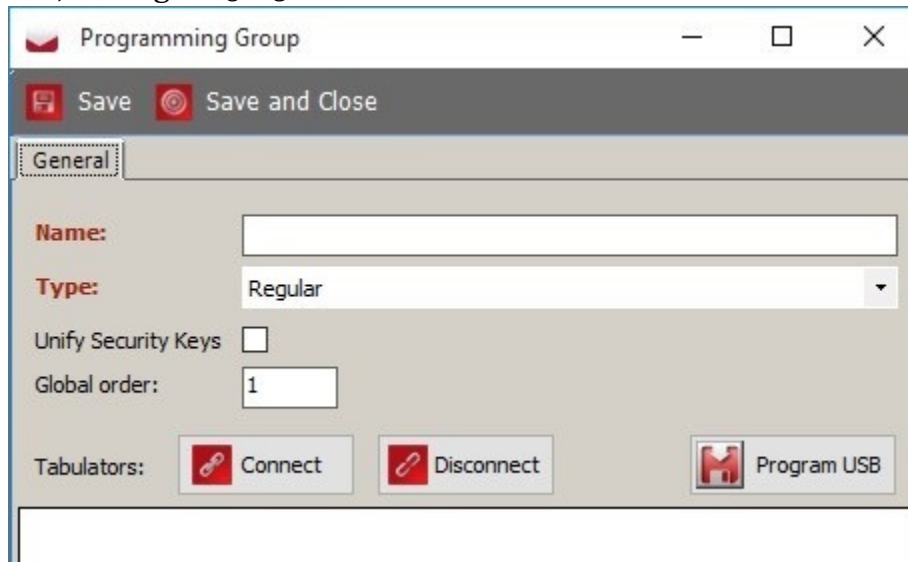 Programming Group
Save Save and Close
General
Name:
Type: Regular
Unify Security Keys
Global order: 1
Tabulators: Connect Disconnect Program USB